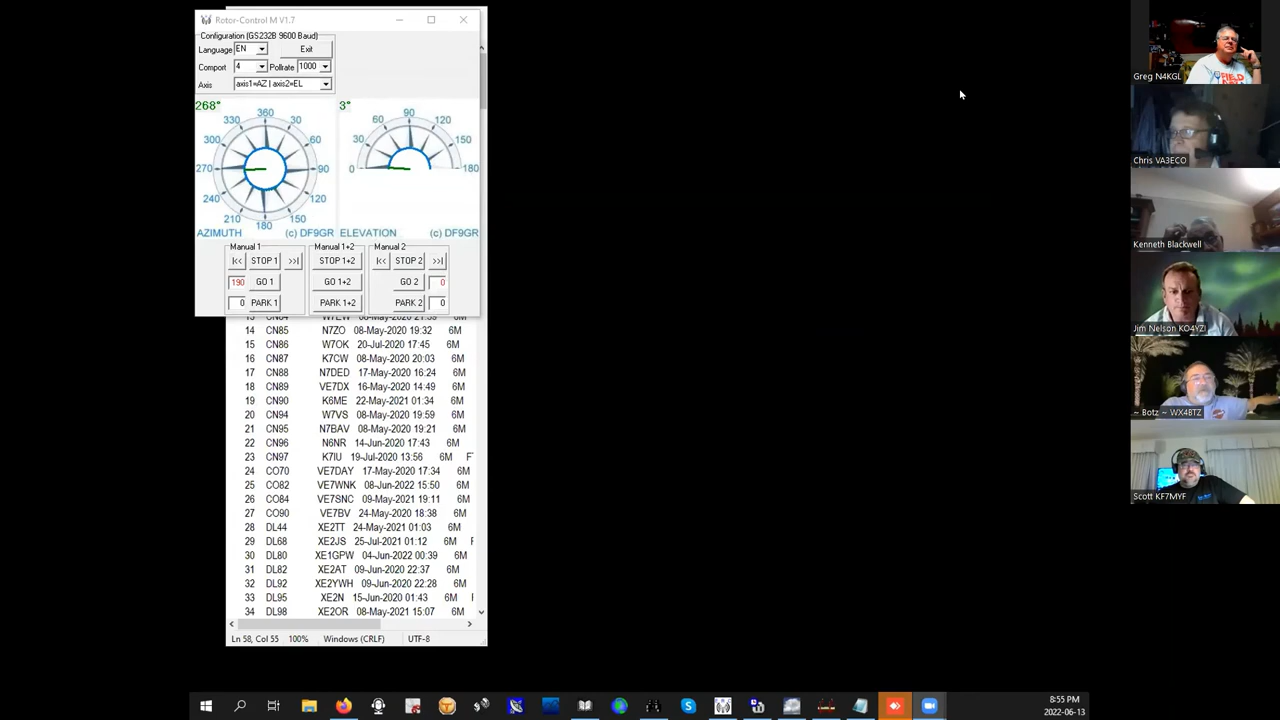 Rotor-Control M V1.7
Configuration (GS232B 9600 Baud)
Language EN Exit
Comport 4 Pollrate 1000
Axis axis1=AZ | axis2=EL
268°
330 360 30
300 60
270 90
240 120
210 180 150
AZIMUTH (c) DF9GR
3°
60 90 120
30 150
0 180
ELEVATION (c) DF9GR
Manual 1 Manual 1+2 Manual 2
|<< STOP 1 >>| STOP 1+2 |<< STOP 2 >>|
190 GO 1 GO 1+2 GO 2 0
0 PARK 1 PARK 1+2 PARK 2 0
14 CN85 N7ZO 08-May-2020 19:32 6M
15 CN86 W7OK 20-Jul-2020 17:45 6M
16 CN87 K7CW 08-May-2020 20:03 6M
17 CN88 N7DED 17-May-2020 16:24 6M
18 CN89 VE7DX 16-May-2020 14:49 6M
19 CN90 K6ME 22-May-2021 01:34 6M
20 CN94 W7VS 08-May-2020 19:59 6M
21 CN95 N7BAV 08-May-2020 19:21 6M
22 CN96 N6NR 14-Jun-2020 17:43 6M
23 CN97 K7IU 19-Jul-2020 13:56 6M
24 CO70 VE7DAY 17-May-2020 17:34 6M
25 CO82 VE7WNK 08-Jun-2022 15:50 6M
26 CO84 VE7SNC 09-May-2021 19:11 6M
27 CO90 VE7BV 24-May-2020 18:38 6M
28 DL44 XE2TT 24-May-2021 01:03 6M
29 DL68 XE2JS 25-Jul-2021 01:12 6M
30 DL80 XE1GPW 04-Jun-2022 00:39 6M
31 DL82 XE2AT 09-Jun-2020 22:37 6M
32 DL92 XE2YWH 09-Jun-2020 22:28 6M
33 DL95 XE2N 15-Jun-2020 01:43 6M
34 DL98 XE2OR 08-May-2021 15:07 6M
Ln 58, Col 55 100% Windows (CRLF) UTF-8
Greg N4KGL
Chris VA3ECO
Kenneth Blackwell
Jim Nelson KO4YZI
~ Botz ~ WX4BTZ
Scott KF7MYF
8:55 PM
2022-06-13